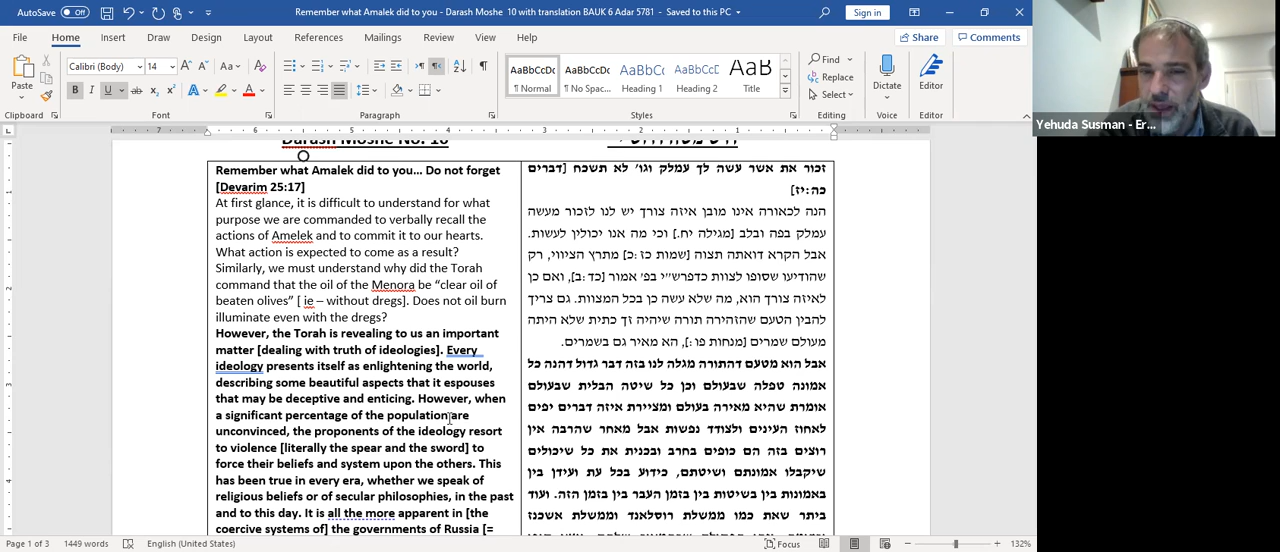 AutoSave Off
Remember what Amalek did to you - Darash Moshe 10 with translation BAUK 6 Adar 5781 - Saved to this PC
Sign in
File Home Insert Draw Design Layout References Mailings Review View Help
Share Comments
Calibri (Body) 14
Paste
Find
Replace
Select
Dictate
Editor
AaBbCcDc AaBbCcDc AaBbCcD AaBbCcD AaB
¶ Normal ¶ No Spac... Heading 1 Heading 2 Title
Clipboard Font Paragraph Styles Editing Voice Editor
Yehuda Susman - Er...
7 6 5 4 3 2 1
Darash Moshe No. 10
Remember what Amalek did to you... Do not forget
[Devarim 25:17]
At first glance, it is difficult to understand for what
purpose we are commanded to verbally recall the
actions of Amelek and to commit it to our hearts.
What action is expected to come as a result?
Similarly, we must understand why did the Torah
command that the oil of the Menora be “clear oil of
beaten olives” [ ie – without dregs]. Does not oil burn
illuminate even with the dregs?
However, the Torah is revealing to us an important
matter [dealing with truth of ideologies]. Every
ideology presents itself as enlightening the world,
describing some beautiful aspects that it espouses
that may be deceptive and enticing. However, when
a significant percentage of the population are
unconvinced, the proponents of the ideology resort
to violence [literally the spear and the sword] to
force their beliefs and system upon the others. This
has been true in every era, whether we speak of
religious beliefs or of secular philosophies, in the past
and to this day. It is all the more apparent in [the
coercive systems of] the governments of Russia [=
זכור את אשר עשה לך עמלק וגו' לא תשכח [דברים
כה:יז]
הנה לכאורה אינו מובן איזה צורך יש לנו לזכור מעשה
עמלק בפה ובלב [מגילה יח.] וכי מה אנו יכולין לעשות.
אבל הקרא דואתה תצוה [שמות כז:כ] מתרץ הציווי, רק
שהודיעו שסופו לצוות כדפרש״י בפ' אמור [כד:ב], ואם כן
לאיזה צורך הוא, מה שלא עשה כן בכל המצוות. גם צריך
להבין הטעם שהזהירה תורה שיהיה זך כתית שלא היתה
מעולם שמרים [מנחות פו:], הא מאיר גם בשמרים.
אבל הוא מטעם דהתורה מגלה לנו בזה דבר גדול דהנה כל
אמונה טפלה שבעולם וכן כל שיטה הבלית שבעולם
אומרת שהיא מאירה בעולם ומציירת איזה דברים יפים
לאחוז העינים ולצודד נפשות אבל מאחר שהרבה אין
רוצים בזה הם כופים בחרב ובכנית את כל שיכולים
שיקבלו אמונתם ושיטתם, כידוע בכל עת ועידן בין
באמונות בין בשיטות בין בזמן העבר בין בזמן הזה. ועוד
ביתר שאת כמו ממשלת רוסלאנד וממשלת אשכנז
Page 1 of 3 1449 words English (United States)
Focus
132%